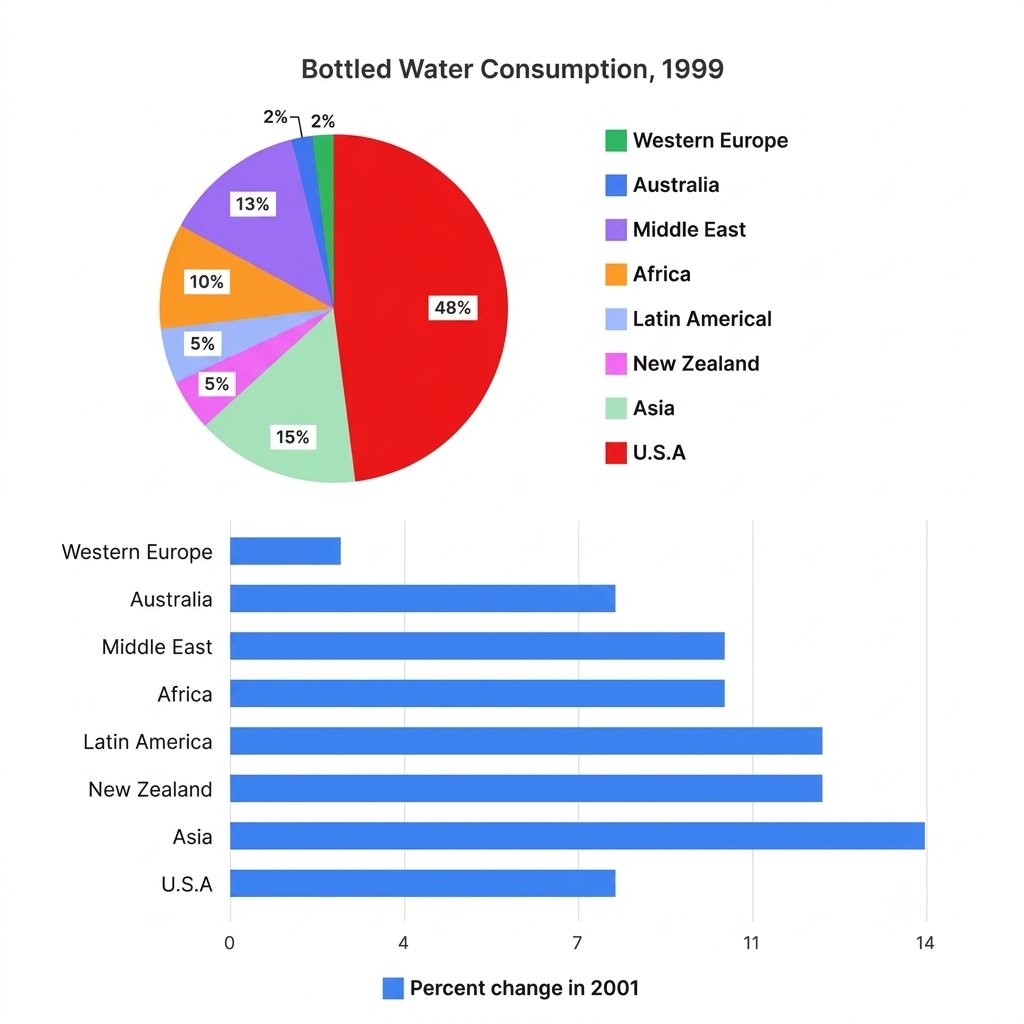 Bottled Water Consumption, 1999
2% 2%
13%
10%
48%
5%
5%
15%
Western Europe
Australia
Middle East
Africa
Latin Americal
New Zealand
Asia
U.S.A
Western Europe
Australia
Middle East
Africa
Latin America
New Zealand
Asia
U.S.A
0 4 7 11 14
Percent change in 2001